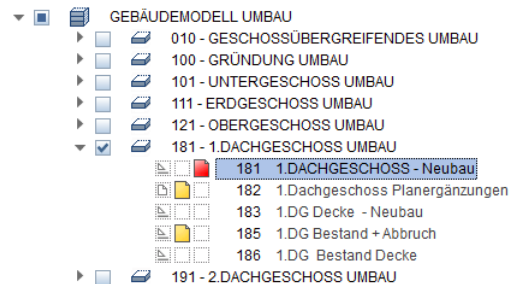 GEBÄUDEMODELL UMBAU
010 - GESCHOSSÜBERGREIFENDES UMBAU
100 - GRÜNDUNG UMBAU
101 - UNTERGESCHOSS UMBAU
111 - ERDGESCHOSS UMBAU
121 - OBERGESCHOSS UMBAU
181 - 1.DACHGESCHOSS UMBAU
181 1.DACHGESCHOSS - Neubau
182 1.Dachgeschoss Planergänzungen
183 1.DG Decke - Neubau
185 1.DG Bestand + Abbruch
186 1.DG Bestand Decke
191 - 2.DACHGESCHOSS UMBAU